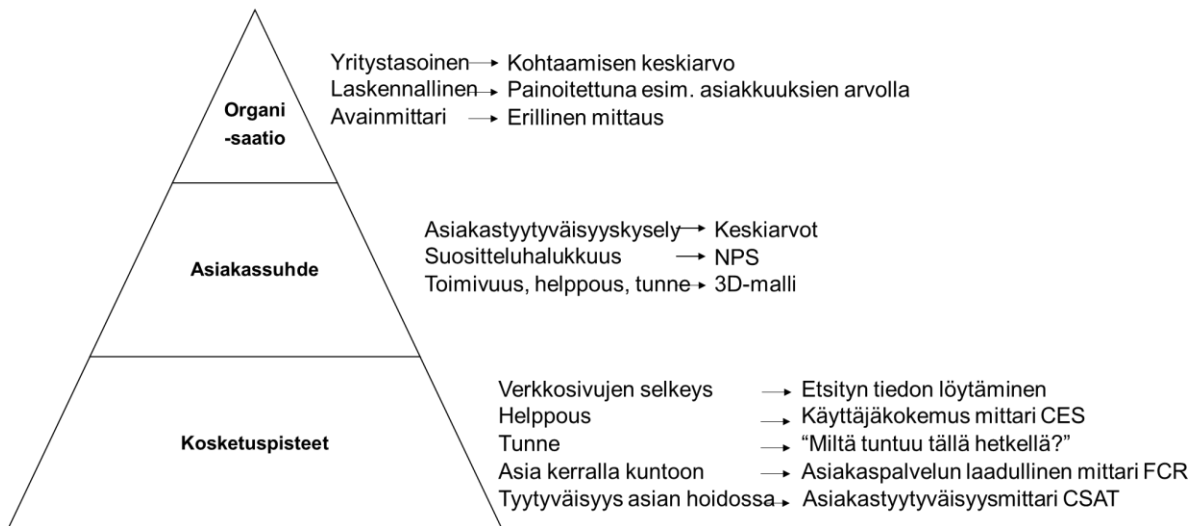 Yritystasoinen → Kohtaamisen keskiarvo
Laskennallinen → Painoitettuna esim. asiakkuuksien arvolla
Avainmittari → Erillinen mittaus
Organi
-saatio
Asiakastyytyväisyyskysely → Keskiarvot
Suositteluhalukkuus → NPS
Toimivuus, helppous, tunne → 3D-malli
Asiakassuhde
Verkkosivujen selkeys → Etsityn tiedon löytäminen
Helppous → Käyttäjäkokemus mittari CES
Tunne → “Miltä tuntuu tällä hetkellä?”
Asia kerralla kuntoon → Asiakaspalvelun laadullinen mittari FCR
Tyytyväisyys asian hoidossa → Asiakastyytyväisyysmittari CSAT
Kosketuspisteet